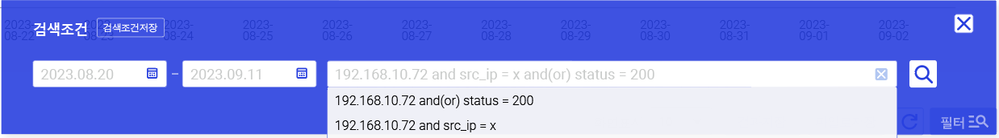 검색조건 검색조건저장
2023-08-22 2023-08-23 2023-08-24 2023-08-25 2023-08-26 2023-08-27 2023-08-28 2023-08-29 2023-08-30 2023-08-31 2023-09-01 2023-09-02
2023.08.20 – 2023.09.11 192.168.10.72 and src_ip = x and(or) status = 200
192.168.10.72 and(or) status = 200
192.168.10.72 and src_ip = x
필터